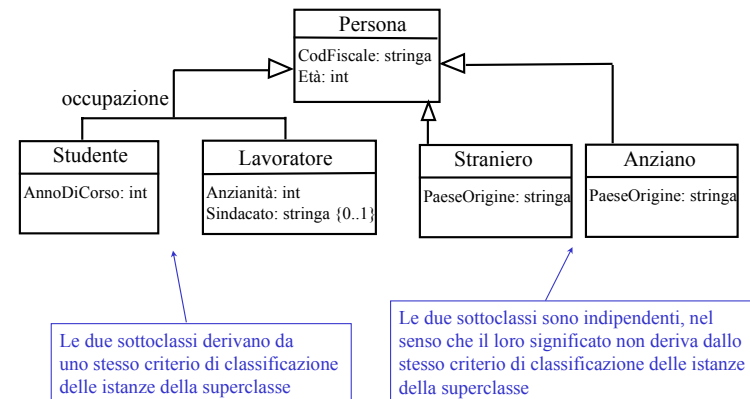 Persona
CodFiscale: stringa
Età: int
occupazione
Studente
AnnoDiCorso: int
Lavoratore
Anzianità: int
Sindacato: stringa {0..1}
Straniero
PaeseOrigine: stringa
Anziano
PaeseOrigine: stringa
Le due sottoclassi derivano da
uno stesso criterio di classificazione
delle istanze della superclasse
Le due sottoclassi sono indipendenti, nel
senso che il loro significato non deriva dallo
stesso criterio di classificazione delle istanze
della superclasse